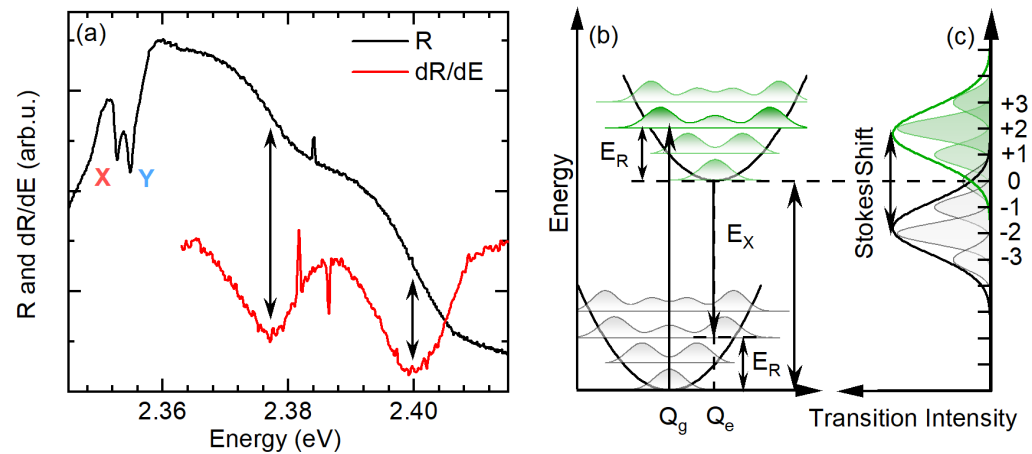 (a)
R
dR/dE
X
Y
R and dR/dE (arb.u.)
2.36
2.38
2.40
Energy (eV)
(b)
Energy
E_R
E_X
E_R
Q_g
Q_e
(c)
Stokes Shift
+3
+2
+1
0
-1
-2
-3
Transition Intensity